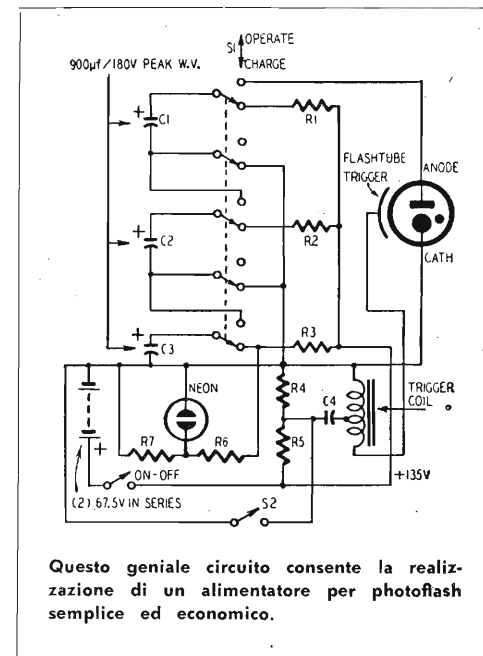 OPERATE
S1
CHARGE
900µf/180V PEAK W.V.
+
C1
R1
FLASHTUBE
TRIGGER
ANODE
+
C2
R2
CATH
+
C3
R3
NEON
R4
C4
TRIGGER
COIL
R7
R6
R5
+
ON-OFF
+135V
(2) 67.5V IN SERIES
S2
Questo geniale circuito consente la realiz-
zazione di un alimentatore per photoflash
semplice ed economico.